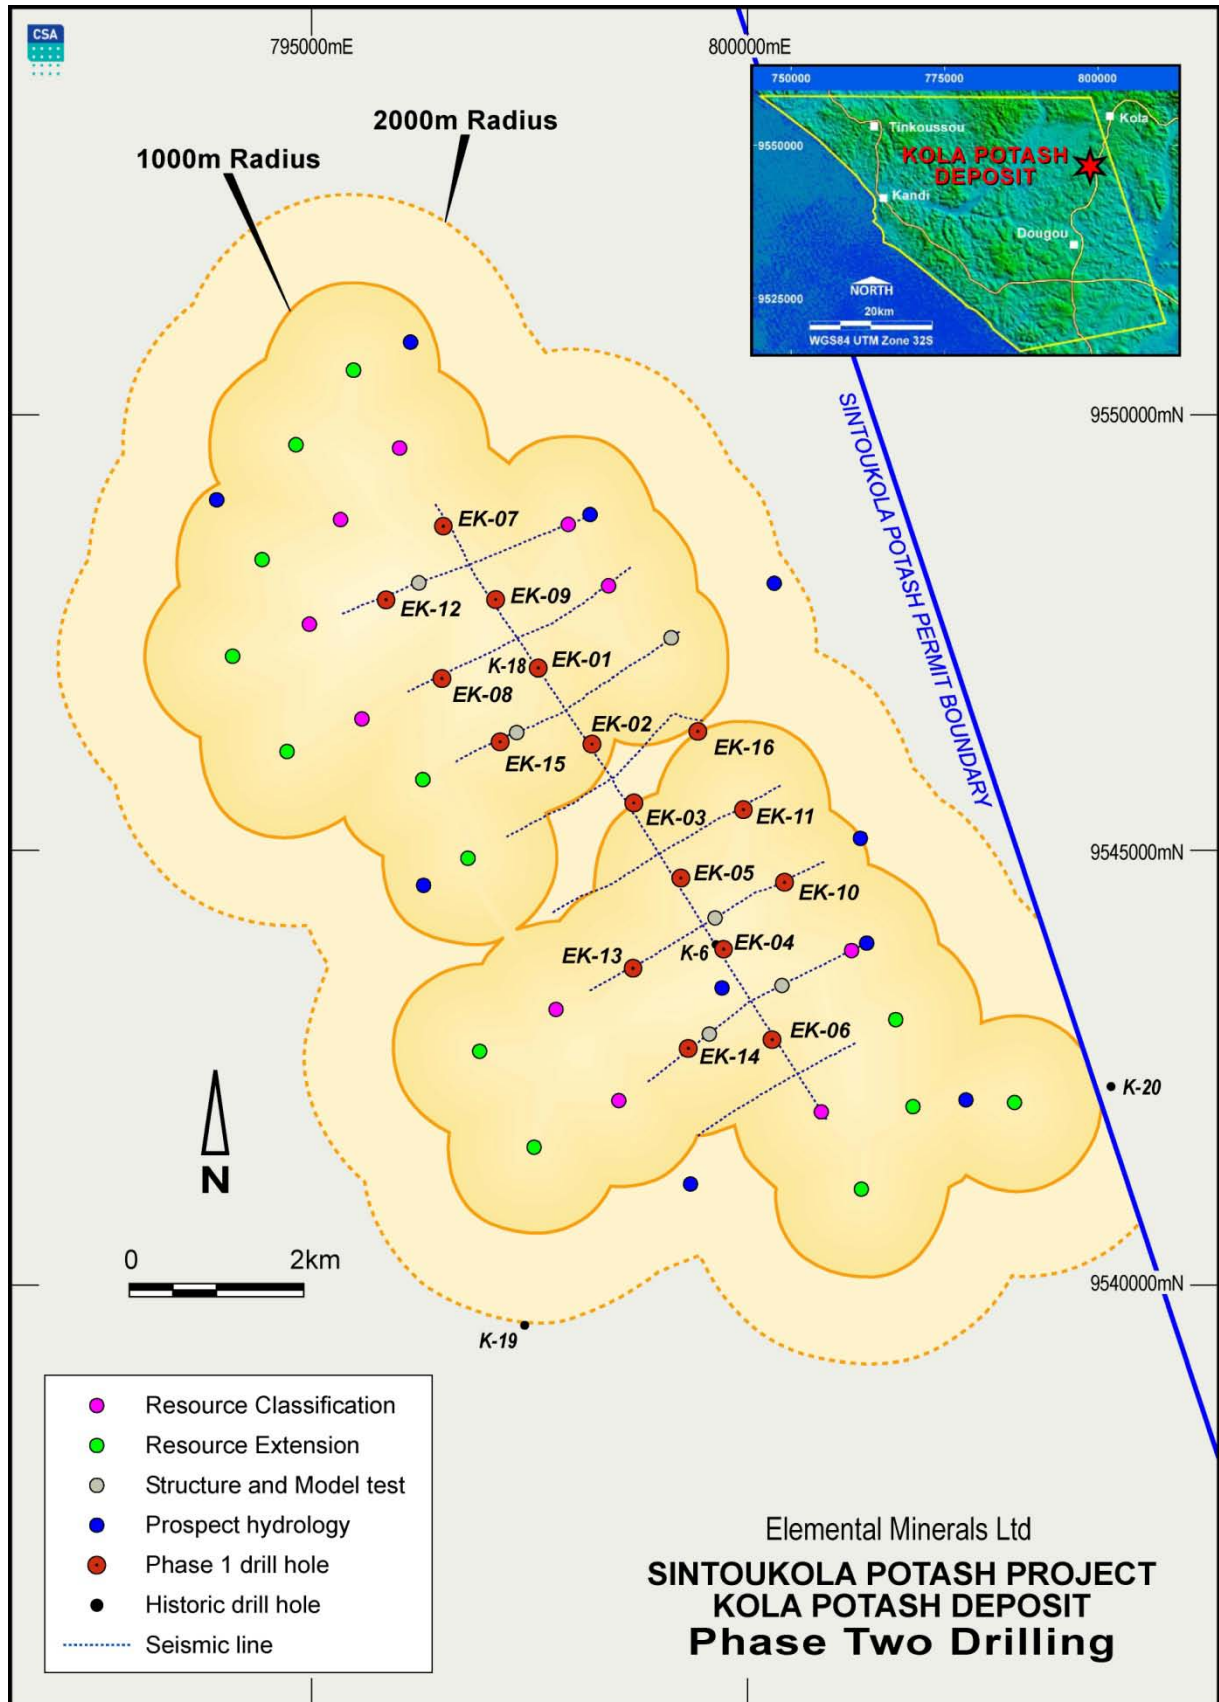 CSA
795000mE
800000mE
2000m Radius
1000m Radius
750000
775000
800000
Tinkoussou
Kola
9550000
KOLA POTASH
DEPOSIT
Kandi
Dougou
NORTH
9525000
20km
WGS84 UTM Zone 32S
9550000mN
SINTOUKOLA POTASH PERMIT BOUNDARY
EK-07
EK-12
EK-09
K-18
EK-01
EK-08
EK-02
EK-16
EK-15
EK-03
EK-11
9545000mN
EK-05
EK-10
K-6
EK-04
EK-13
EK-06
EK-14
K-20
N
0
2km
9540000mN
K-19
Resource Classification
Resource Extension
Structure and Model test
Prospect hydrology
Phase 1 drill hole
Historic drill hole
Seismic line
Elemental Minerals Ltd
SINTOUKOLA POTASH PROJECT
KOLA POTASH DEPOSIT
Phase Two Drilling